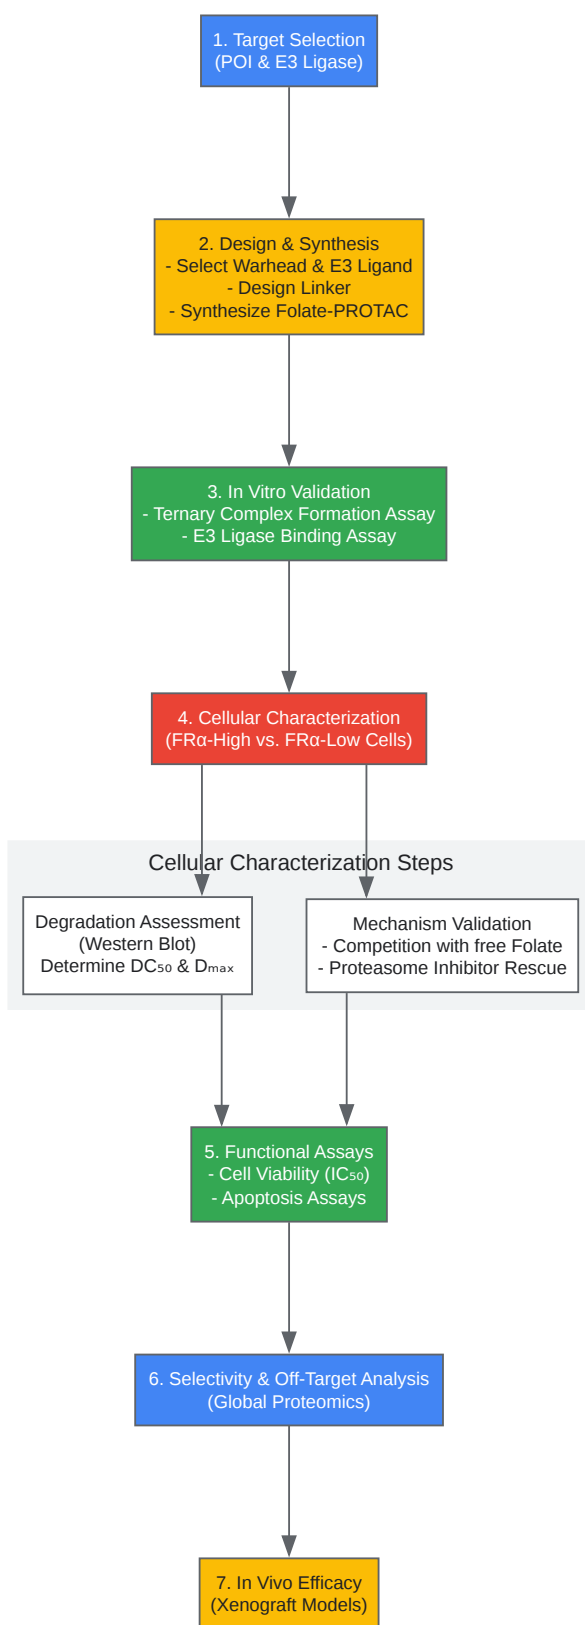 1. Target Selection
(POI & E3 Ligase)
2. Design & Synthesis
- Select Warhead & E3 Ligand
- Design Linker
- Synthesize Folate-PROTAC
3. In Vitro Validation
- Ternary Complex Formation Assay
- E3 Ligase Binding Assay
4. Cellular Characterization
(FRα-High vs. FRα-Low Cells)
Cellular Characterization Steps
Degradation Assessment
(Western Blot)
Determine DC₅₀ & Dₘₐₓ
Mechanism Validation
- Competition with free Folate
- Proteasome Inhibitor Rescue
5. Functional Assays
- Cell Viability (IC₅₀)
- Apoptosis Assays
6. Selectivity & Off-Target Analysis
(Global Proteomics)
7. In Vivo Efficacy
(Xenograft Models)